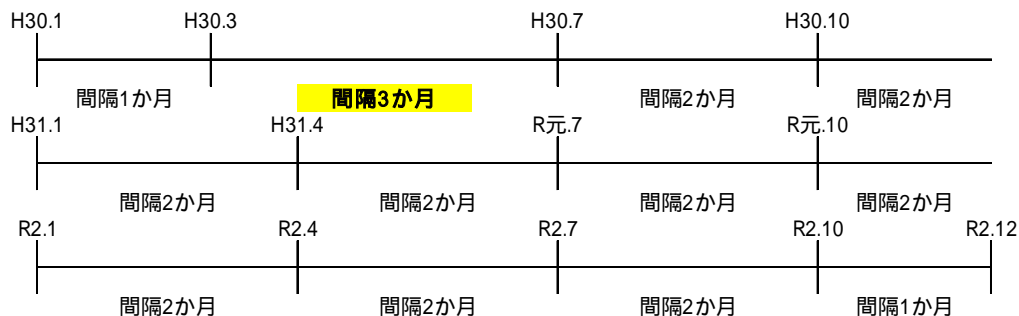 H30.1 H30.3 H30.7 H30.10
間隔1か月 間隔3か月 間隔2か月 間隔2か月
H31.1 H31.4 R元.7 R元.10
間隔2か月 間隔2か月 間隔2か月 間隔2か月
R2.1 R2.4 R2.7 R2.10 R2.12
間隔2か月 間隔2か月 間隔2か月 間隔1か月